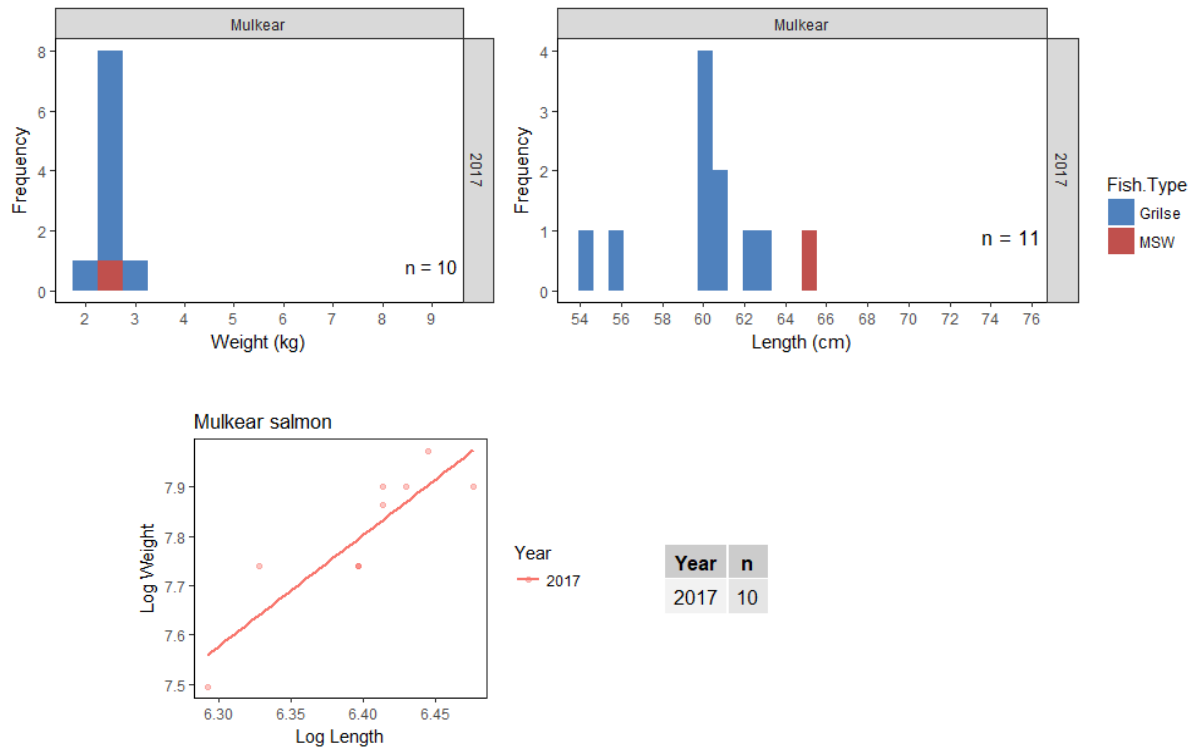 Mulkear
8
6
4
2
0
Frequency
2017
n = 10
2 3 4 5 6 7 8 9
Weight (kg)
Mulkear
4
3
2
1
0
Frequency
2017
n = 11
54 56 58 60 62 64 66 68 70 72 74 76
Length (cm)
Fish.Type
Grilse
MSW
Mulkear salmon
7.9
7.8
7.7
7.6
7.5
Log Weight
6.30 6.35 6.40 6.45
Log Length
Year
2017
Year n
2017 10